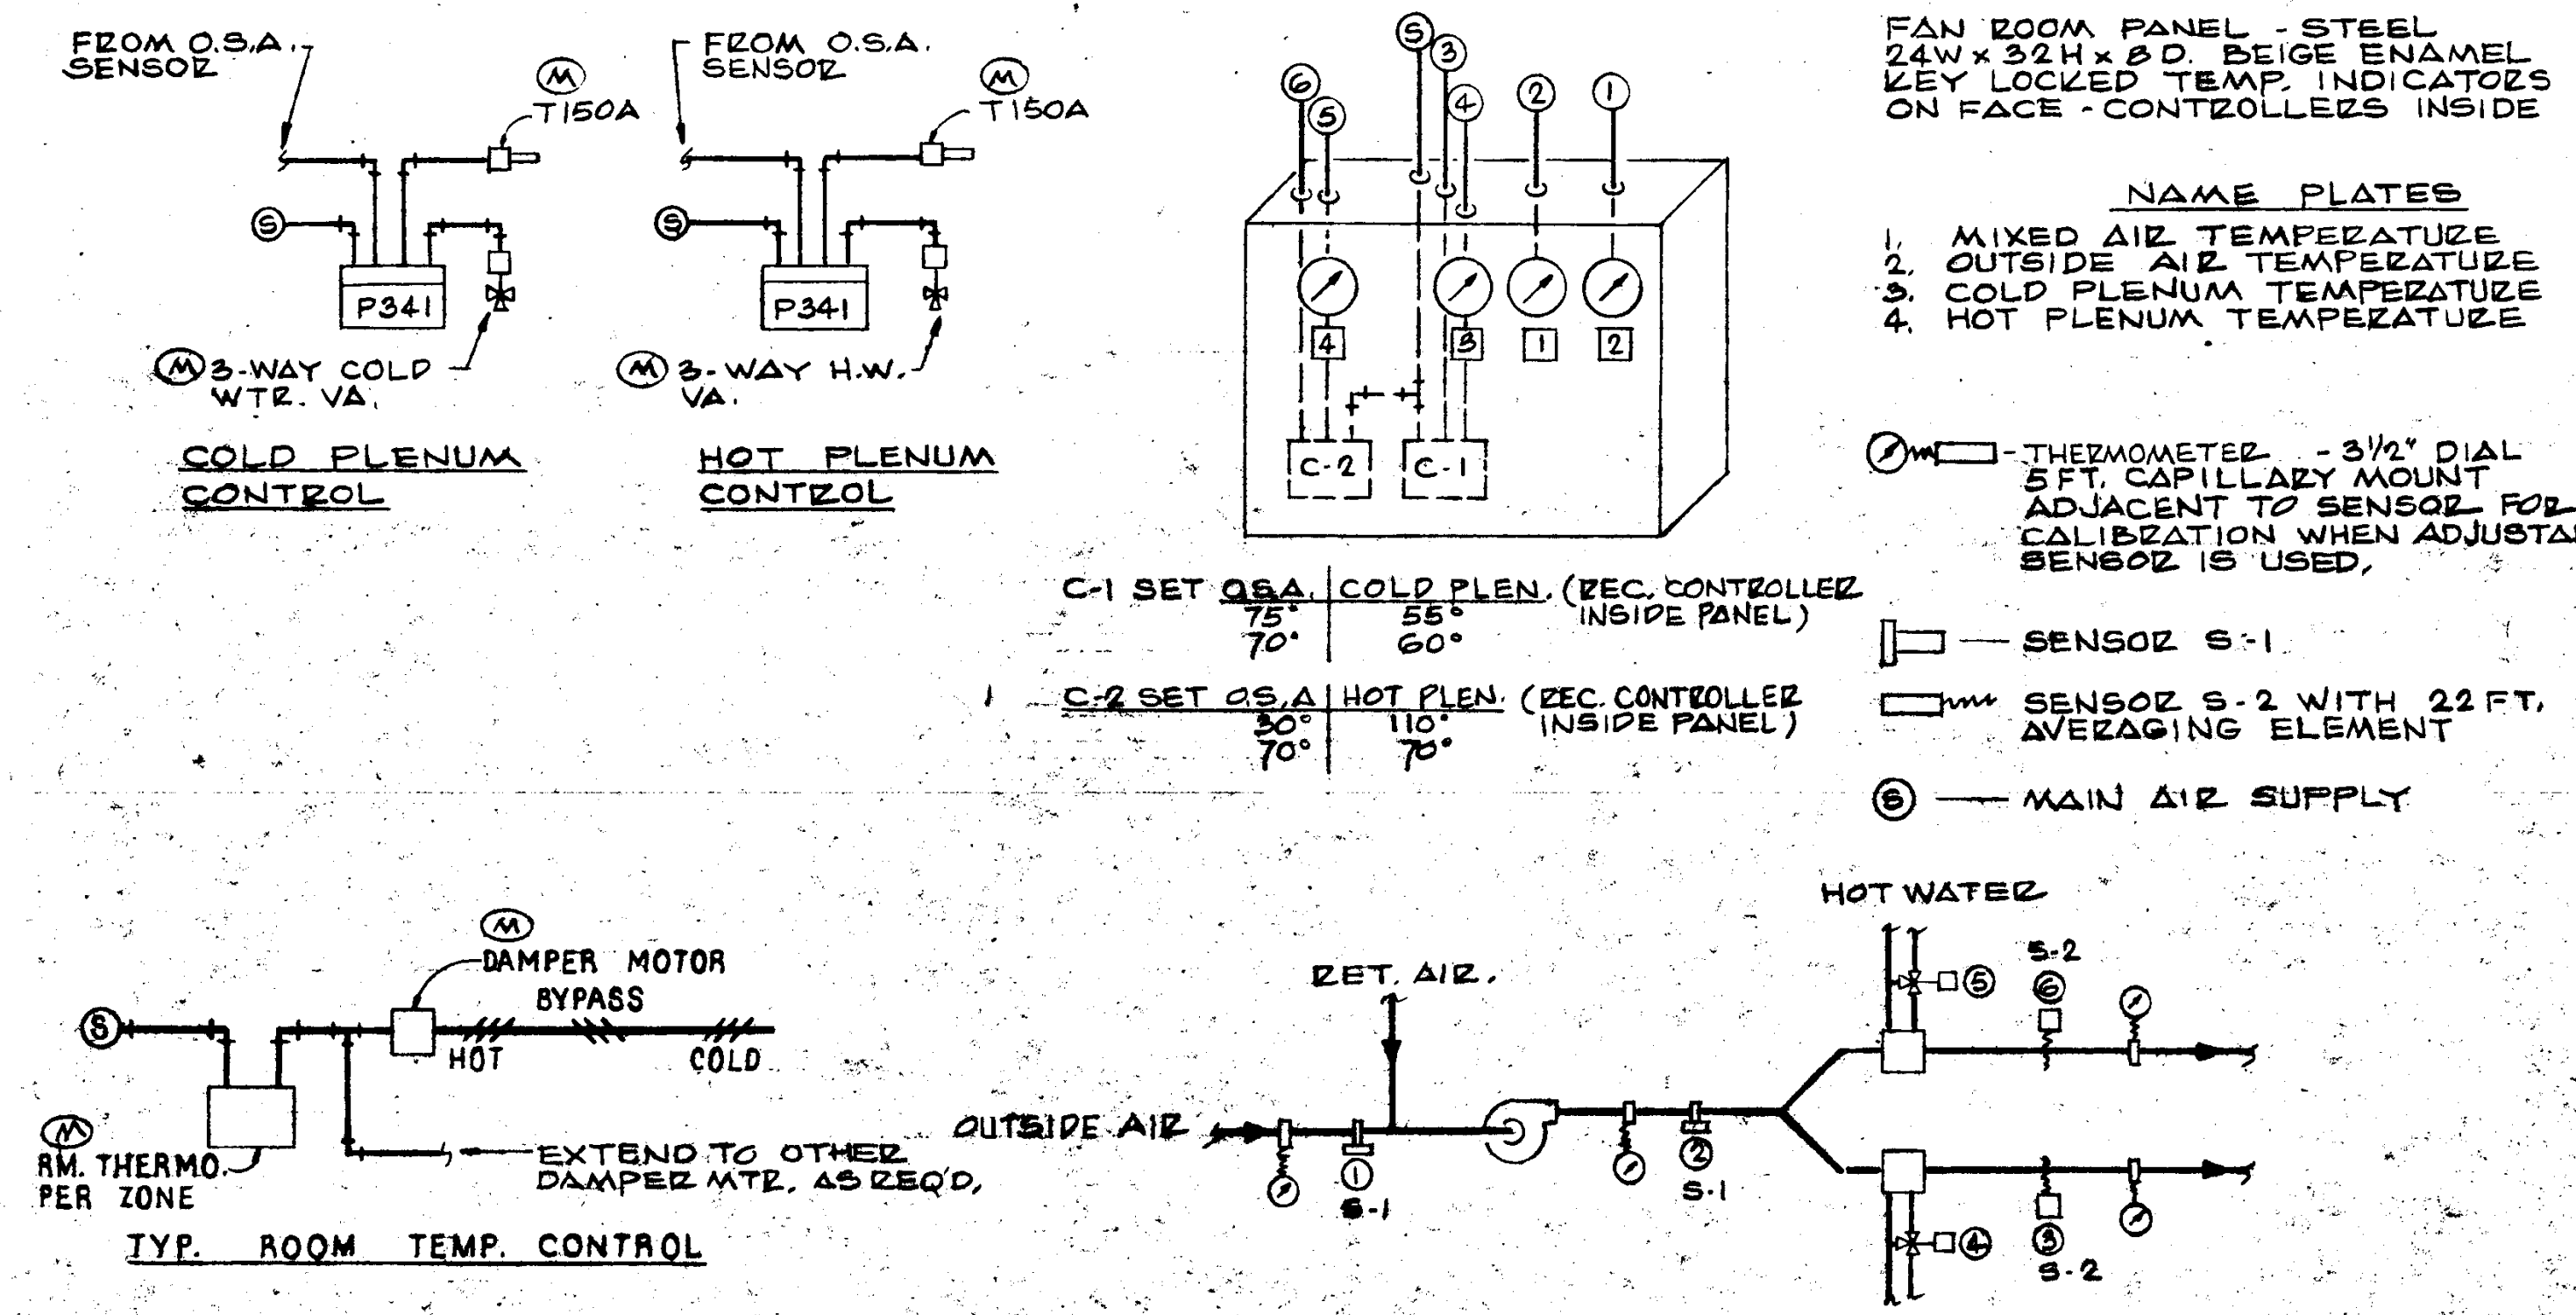 FROM O.S.A.
SENSOR
M
T150A
S
P341
M 3-WAY COLD
WTR. VA.
COLD PLENUM
CONTROL
FROM O.S.A.
SENSOR
M
T150A
S
P341
M 3-WAY H.W.
VA.
HOT PLENUM
CONTROL
6
5
S
3
4
2
1
4
3
1
2
C-2
C-1
FAN ROOM PANEL - STEEL
24W x 32H x 8D. BEIGE ENAMEL
KEY LOCKED TEMP. INDICATORS
ON FACE - CONTROLLERS INSIDE
NAME PLATES
1. MIXED AIR TEMPERATURE
2. OUTSIDE AIR TEMPERATURE
3. COLD PLENUM TEMPERATURE
4. HOT PLENUM TEMPERATURE
THERMOMETER - 3 1/2" DIAL
5 FT. CAPILLARY MOUNT
ADJACENT TO SENSOR FOR
CALIBRATION WHEN ADJUSTA
SENSOR IS USED.
SENSOR S-1
SENSOR S-2 WITH 22 FT.
AVERAGING ELEMENT
S MAIN AIR SUPPLY
C-1 SET O.S.A. COLD PLEN. (REC. CONTROLLER
75° 55° INSIDE PANEL)
70° 60°
C-2 SET O.S.A HOT PLEN. (REC. CONTROLLER
30° 110° INSIDE PANEL)
70° 70°
M
DAMPER MOTOR
BYPASS
S
HOT
COLD
M
RM. THERMO.
PER ZONE
EXTEND TO OTHER
DAMPER MTR. AS REQ'D.
TYP. ROOM TEMP. CONTROL
HOT WATER
RET. AIR.
OUTSIDE AIR
1
S-1
2
S-1
5
S-2
6
4
3
S-2